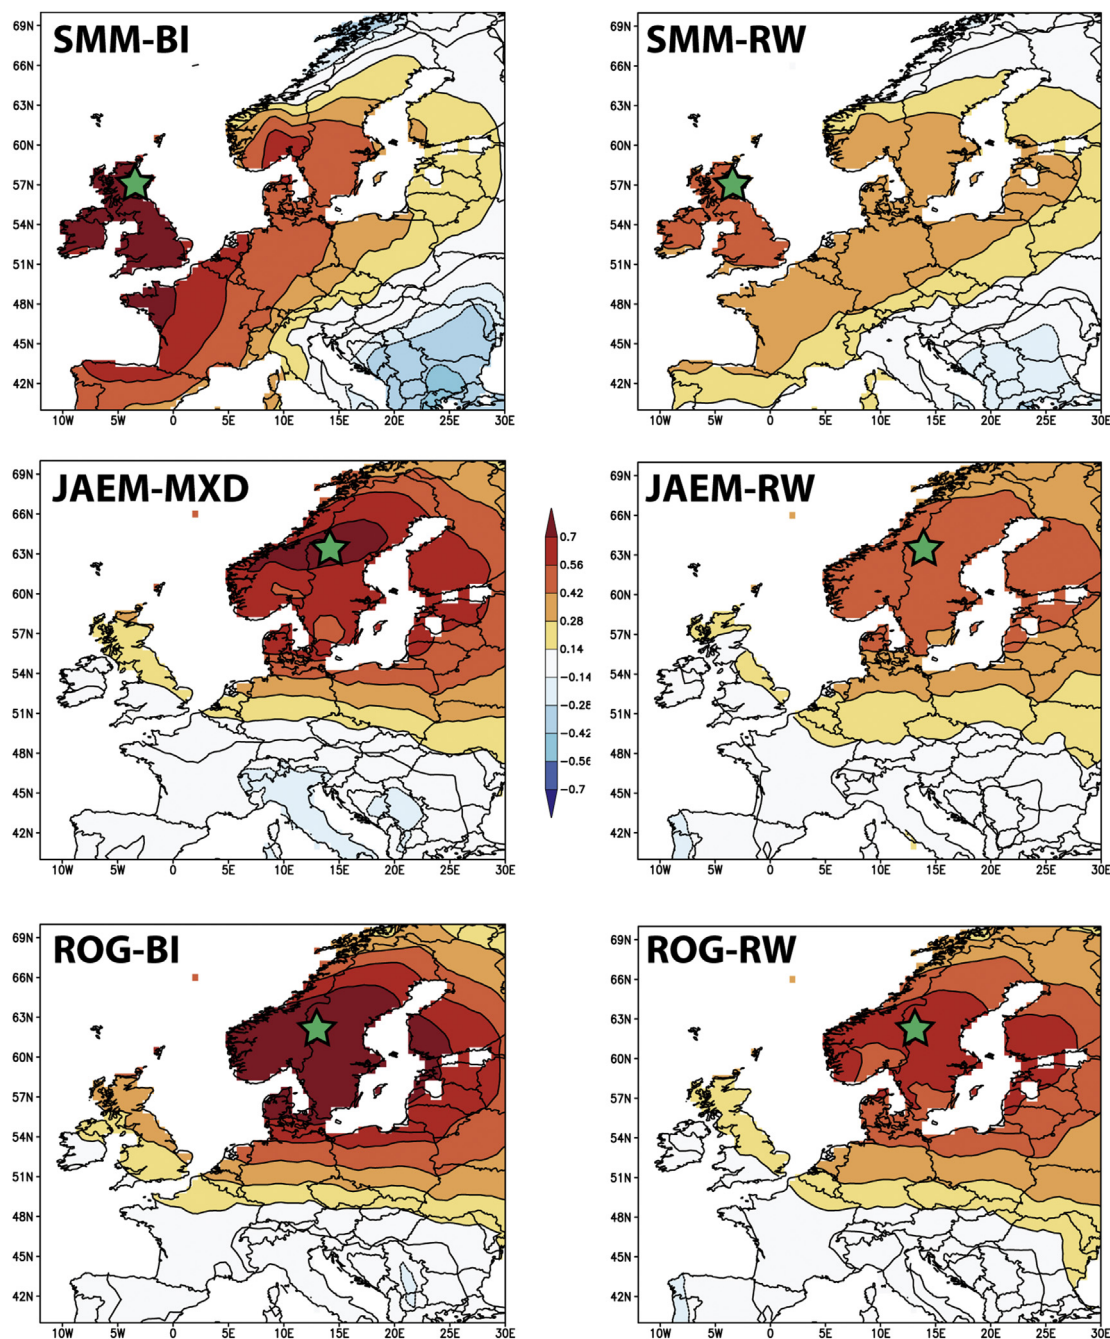 SMM-BI
69N
66N
63N
60N
57N
54N
51N
48N
45N
42N
10W 5W 0 5E 10E 15E 20E 25E 30E
SMM-RW
69N
66N
63N
60N
57N
54N
51N
48N
45N
42N
10W 5W 0 5E 10E 15E 20E 25E 30E
JAEM-MXD
69N
66N
63N
60N
57N
54N
51N
48N
45N
42N
10W 5W 0 5E 10E 15E 20E 25E 30E
0.7
0.56
0.42
0.28
0.14
−0.14
−0.28
−0.42
−0.56
−0.7
JAEM-RW
69N
66N
63N
60N
57N
54N
51N
48N
45N
42N
10W 5W 0 5E 10E 15E 20E 25E 30E
ROG-BI
69N
66N
63N
60N
57N
54N
51N
48N
45N
42N
10W 5W 0 5E 10E 15E 20E 25E 30E
ROG-RW
69N
66N
63N
60N
57N
54N
51N
48N
45N
42N
10W 5W 0 5E 10E 15E 20E 25E 30E